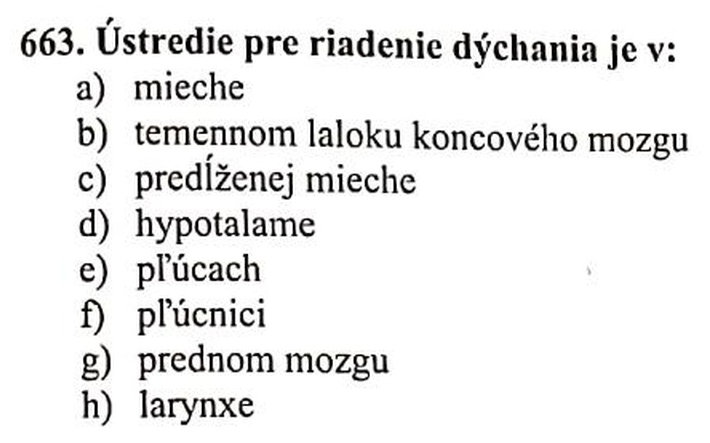 663. Ústredie pre riadenie dýchania je v:
a) mieche
b) temennom laloku koncového mozgu
c) predĺženej mieche
d) hypotalame
e) pľúcach
f) pľúcnici
g) prednom mozgu
h) larynxe